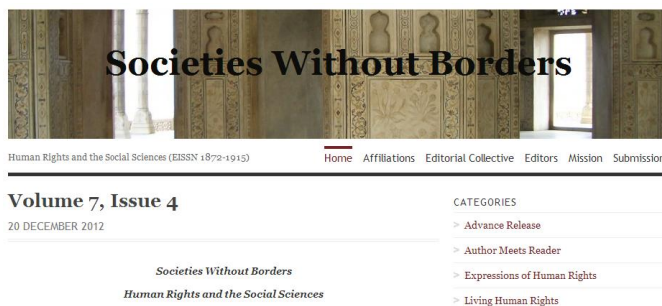 Societies Without Borders
Human Rights and the Social Sciences (EISSN 1872-1915)
Home Affiliations Editorial Collective Editors Mission Submission
Volume 7, Issue 4
20 DECEMBER 2012
Societies Without Borders
Human Rights and the Social Sciences
CATEGORIES
> Advance Release
> Author Meets Reader
> Expressions of Human Rights
> Living Human Rights